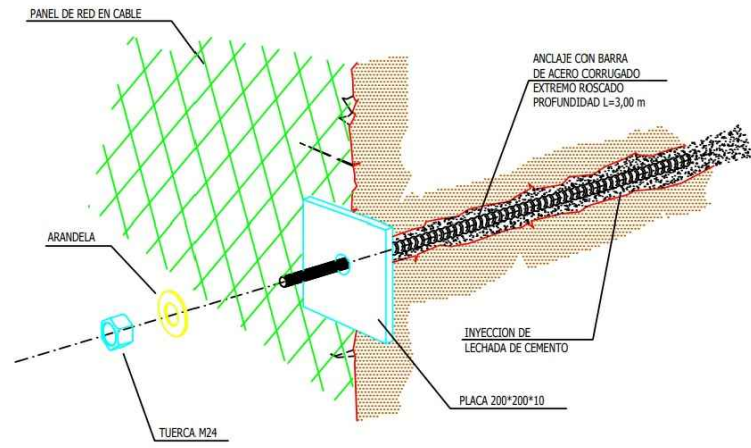 PANEL DE RED EN CABLE
ANCLAJE CON BARRA
DE ACERO CORRUGADO
EXTREMO ROSCADO
PROFUNDIDAD L=3,00 m
ARANDELA
INYECCION DE
LECHADA DE CEMENTO
PLACA 200*200*10
TUERCA M24